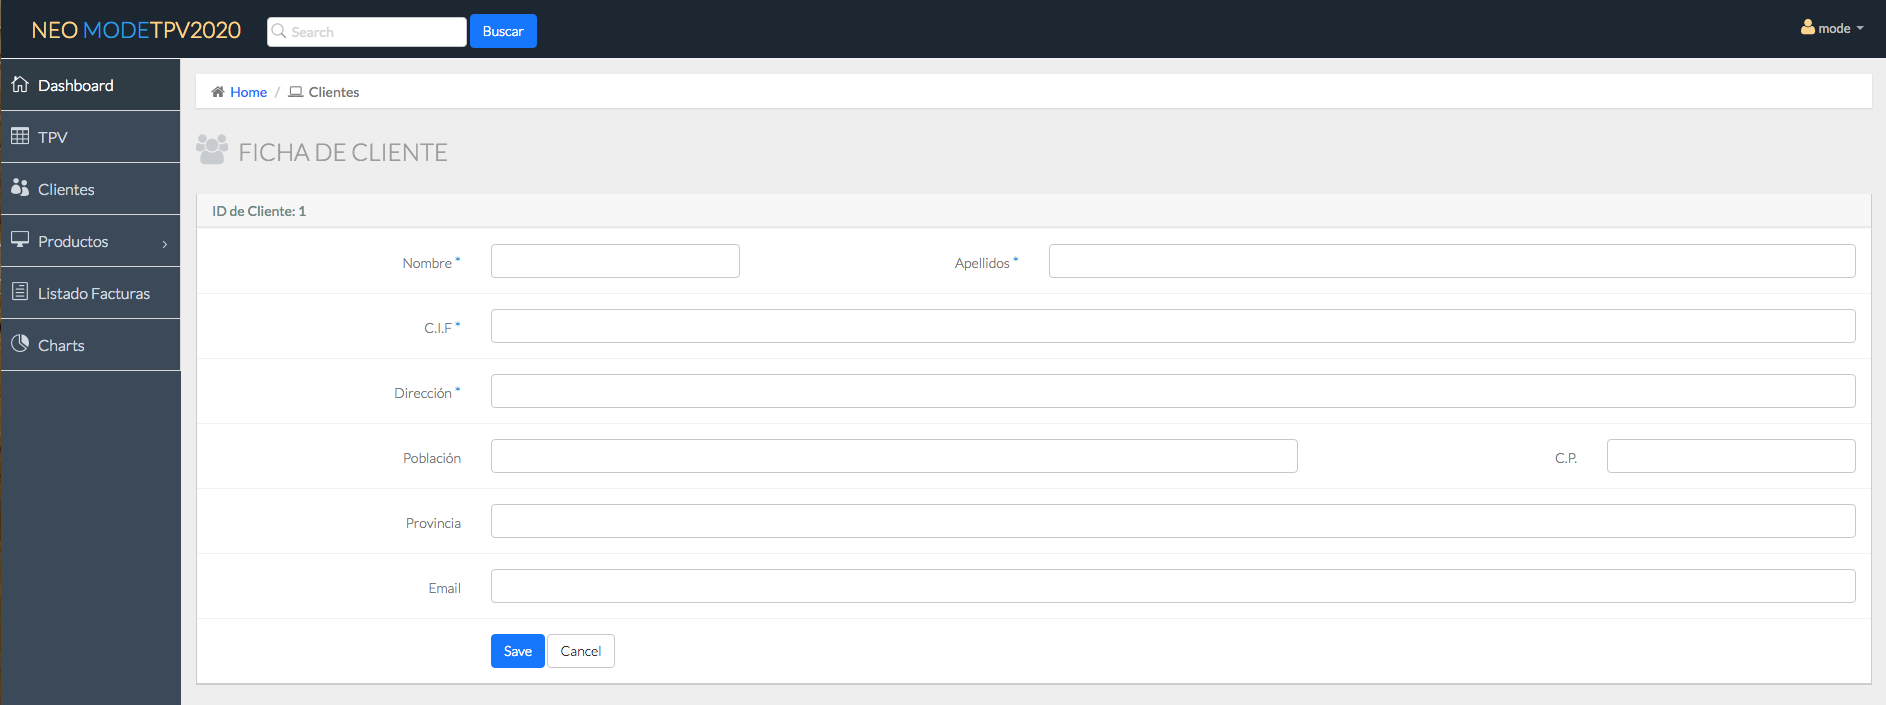 NEO MODETPV2020
Search
Buscar
mode
Dashboard
TPV
Clientes
Productos
Listado Facturas
Charts
Home / Clientes
FICHA DE CLIENTE
ID de Cliente: 1
Nombre *
Apellidos *
C.I.F *
Dirección *
Población
C.P.
Provincia
Email
Save
Cancel